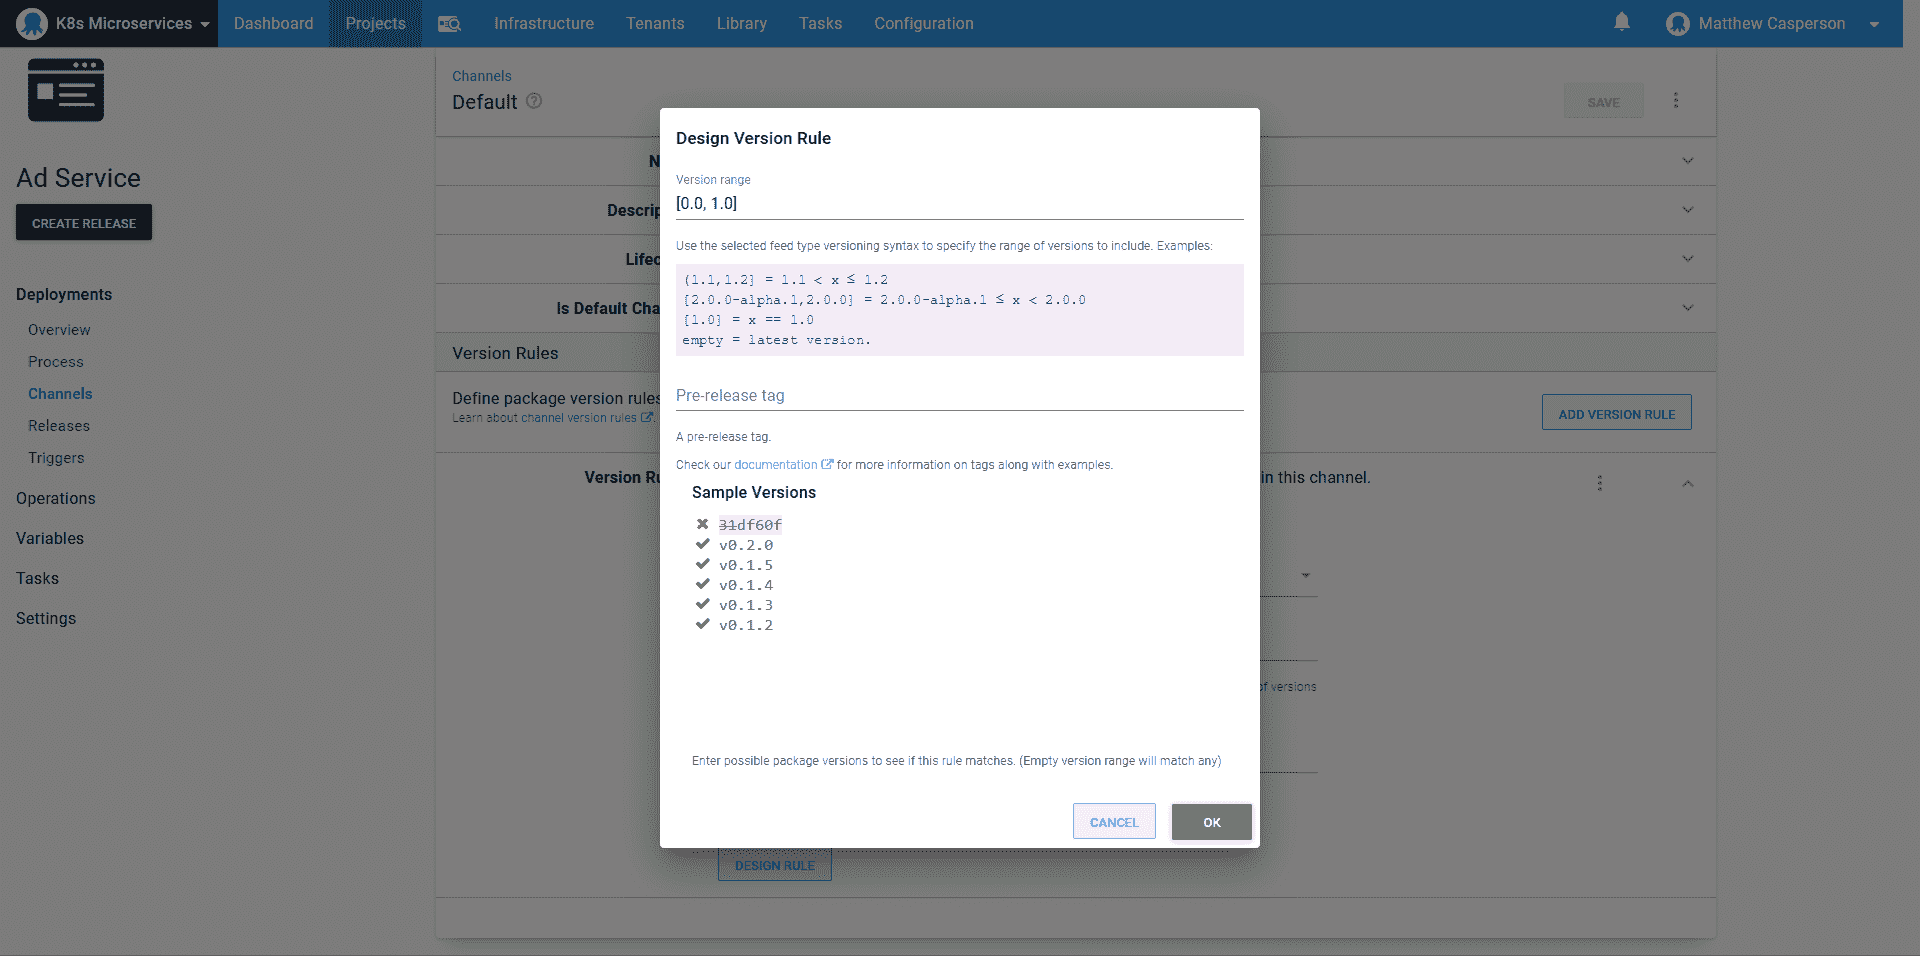 K8s Microservices
Dashboard
Projects
Infrastructure
Tenants
Library
Tasks
Configuration
Matthew Casperson
Ad Service
CREATE RELEASE
Deployments
Overview
Process
Channels
Releases
Triggers
Operations
Variables
Tasks
Settings
Channels
Default
SAVE
Descrip
Lifec
Is Default Cha
Version Rules
Define package version rules
Learn about channel version rules
ADD VERSION RULE
Version Ru
in this channel.
of versions
DESIGN RULE
Design Version Rule
Version range
[0.0, 1.0]
Use the selected feed type versioning syntax to specify the range of versions to include. Examples:
(1.1,1.2] = 1.1 < x ≤ 1.2
[2.0.0-alpha.1,2.0.0) = 2.0.0-alpha.1 ≤ x < 2.0.0
[1.0] = x == 1.0
empty = latest version.
Pre-release tag
A pre-release tag.
Check our documentation for more information on tags along with examples.
Sample Versions
31df60f
v0.2.0
v0.1.5
v0.1.4
v0.1.3
v0.1.2
Enter possible package versions to see if this rule matches. (Empty version range will match any)
CANCEL
OK